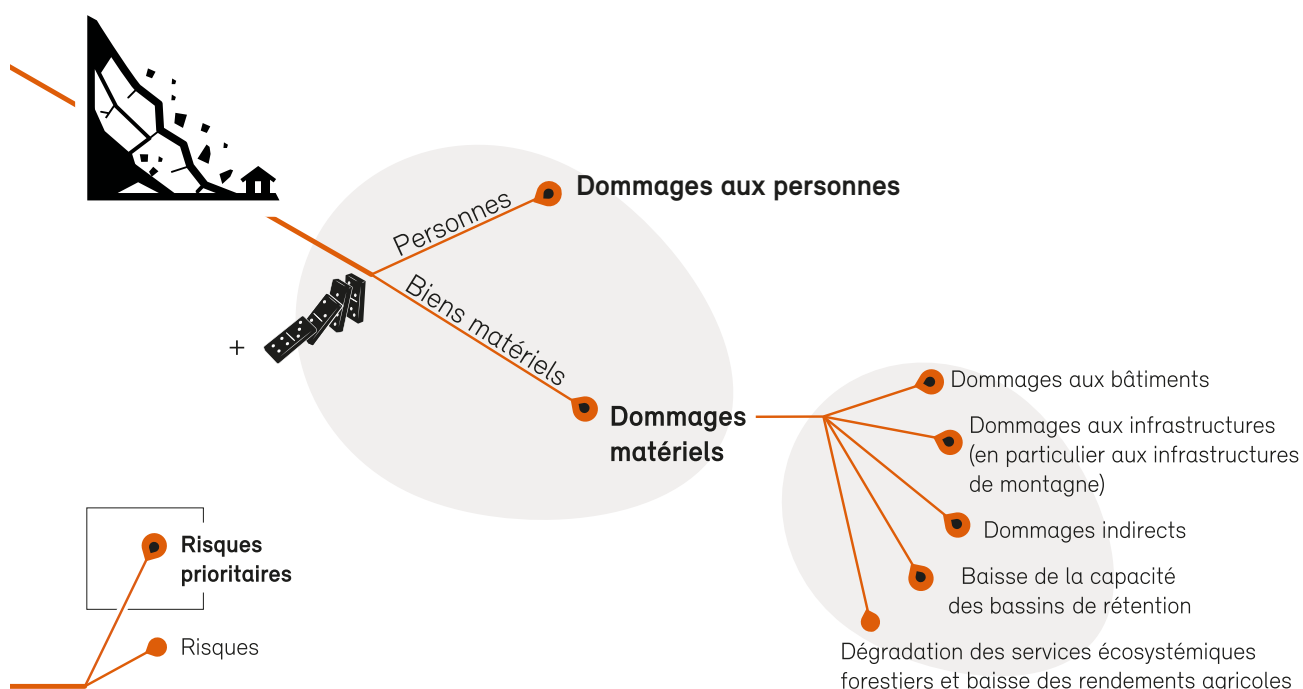 Dommages aux personnes
Personnes
Biens matériels
+
Dommages
matériels
Dommages aux bâtiments
Dommages aux infrastructures
(en particulier aux infrastructures
de montagne)
Dommages indirects
Baisse de la capacité
des bassins de rétention
Dégradation des services écosystémiques
forestiers et baisse des rendements agricoles
Risques
prioritaires
Risques